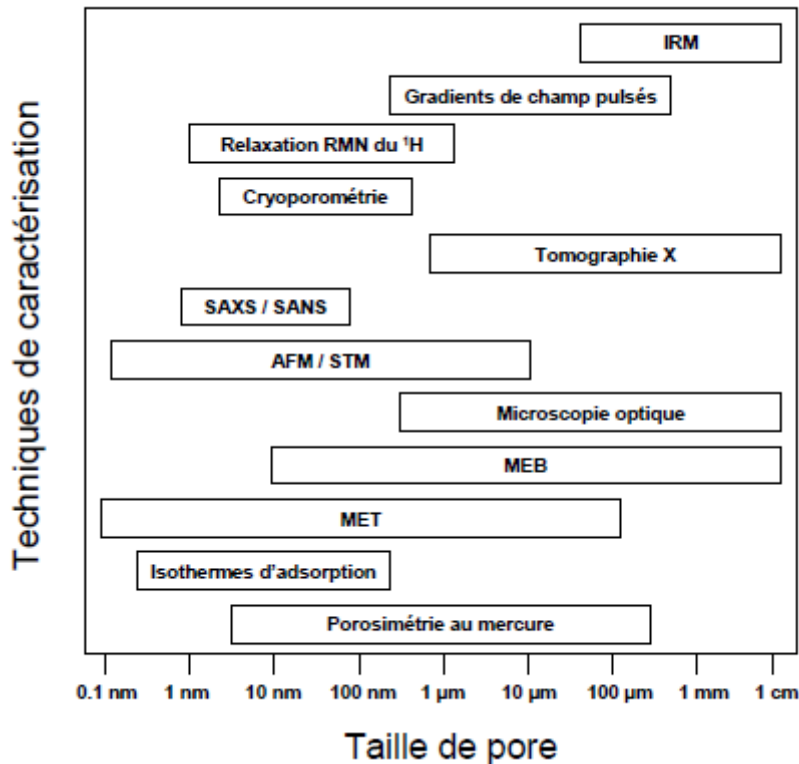 Techniques de caractérisation
IRM
Gradients de champ pulsés
Relaxation RMN du ¹H
Cryoporométrie
Tomographie X
SAXS / SANS
AFM / STM
Microscopie optique
MEB
MET
Isothermes d'adsorption
Porosimétrie au mercure
0.1 nm 1 nm 10 nm 100 nm 1 µm 10 µm 100 µm 1 mm 1 cm
Taille de pore